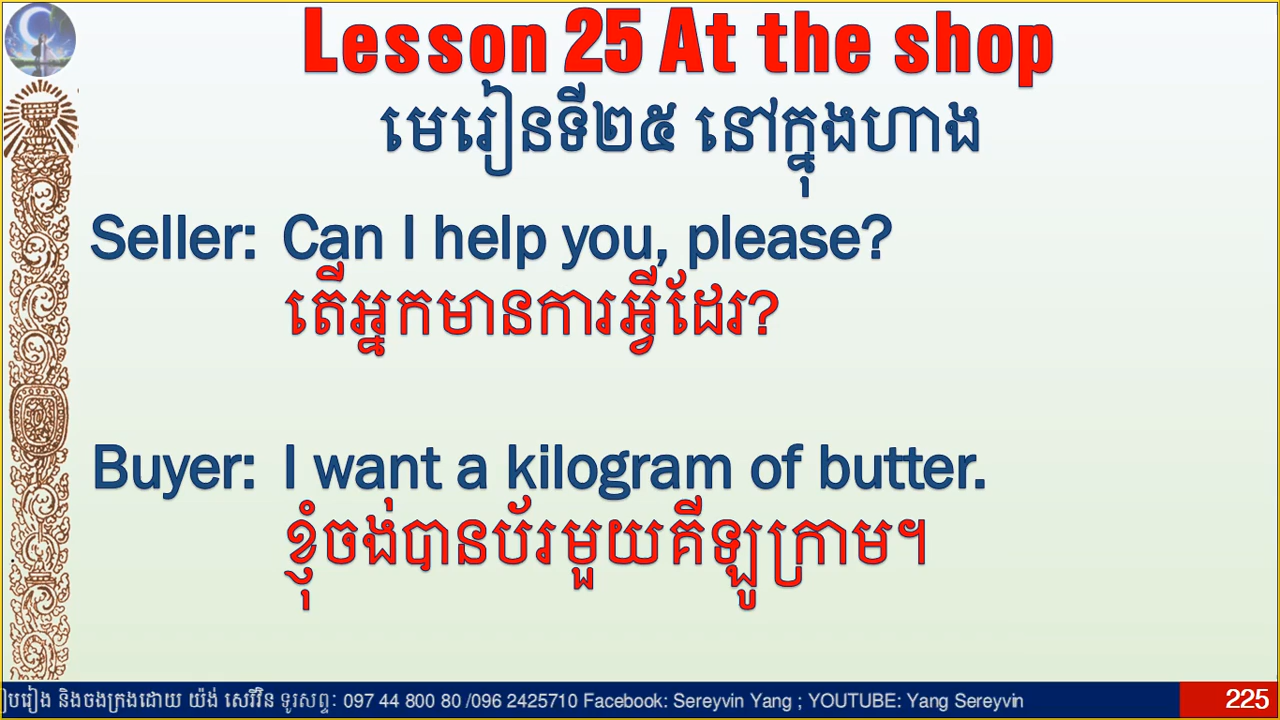 Lesson 25 At the shop
មេរៀនទី២៥ នៅក្នុងហាង
Seller: Can I help you, please?
តើអ្នកមានការអ្វីដែរ?
Buyer: I want a kilogram of butter.
ខ្ញុំចង់បានប័រមួយគីឡូក្រាម។
រៀបរៀង និងចងក្រងដោយ យ៉ង់ សេរីវិន ទូរសព្ទៈ 097 44 800 80 /096 2425710 Facebook: Sereyvin Yang ; YOUTUBE: Yang Sereyvin
225